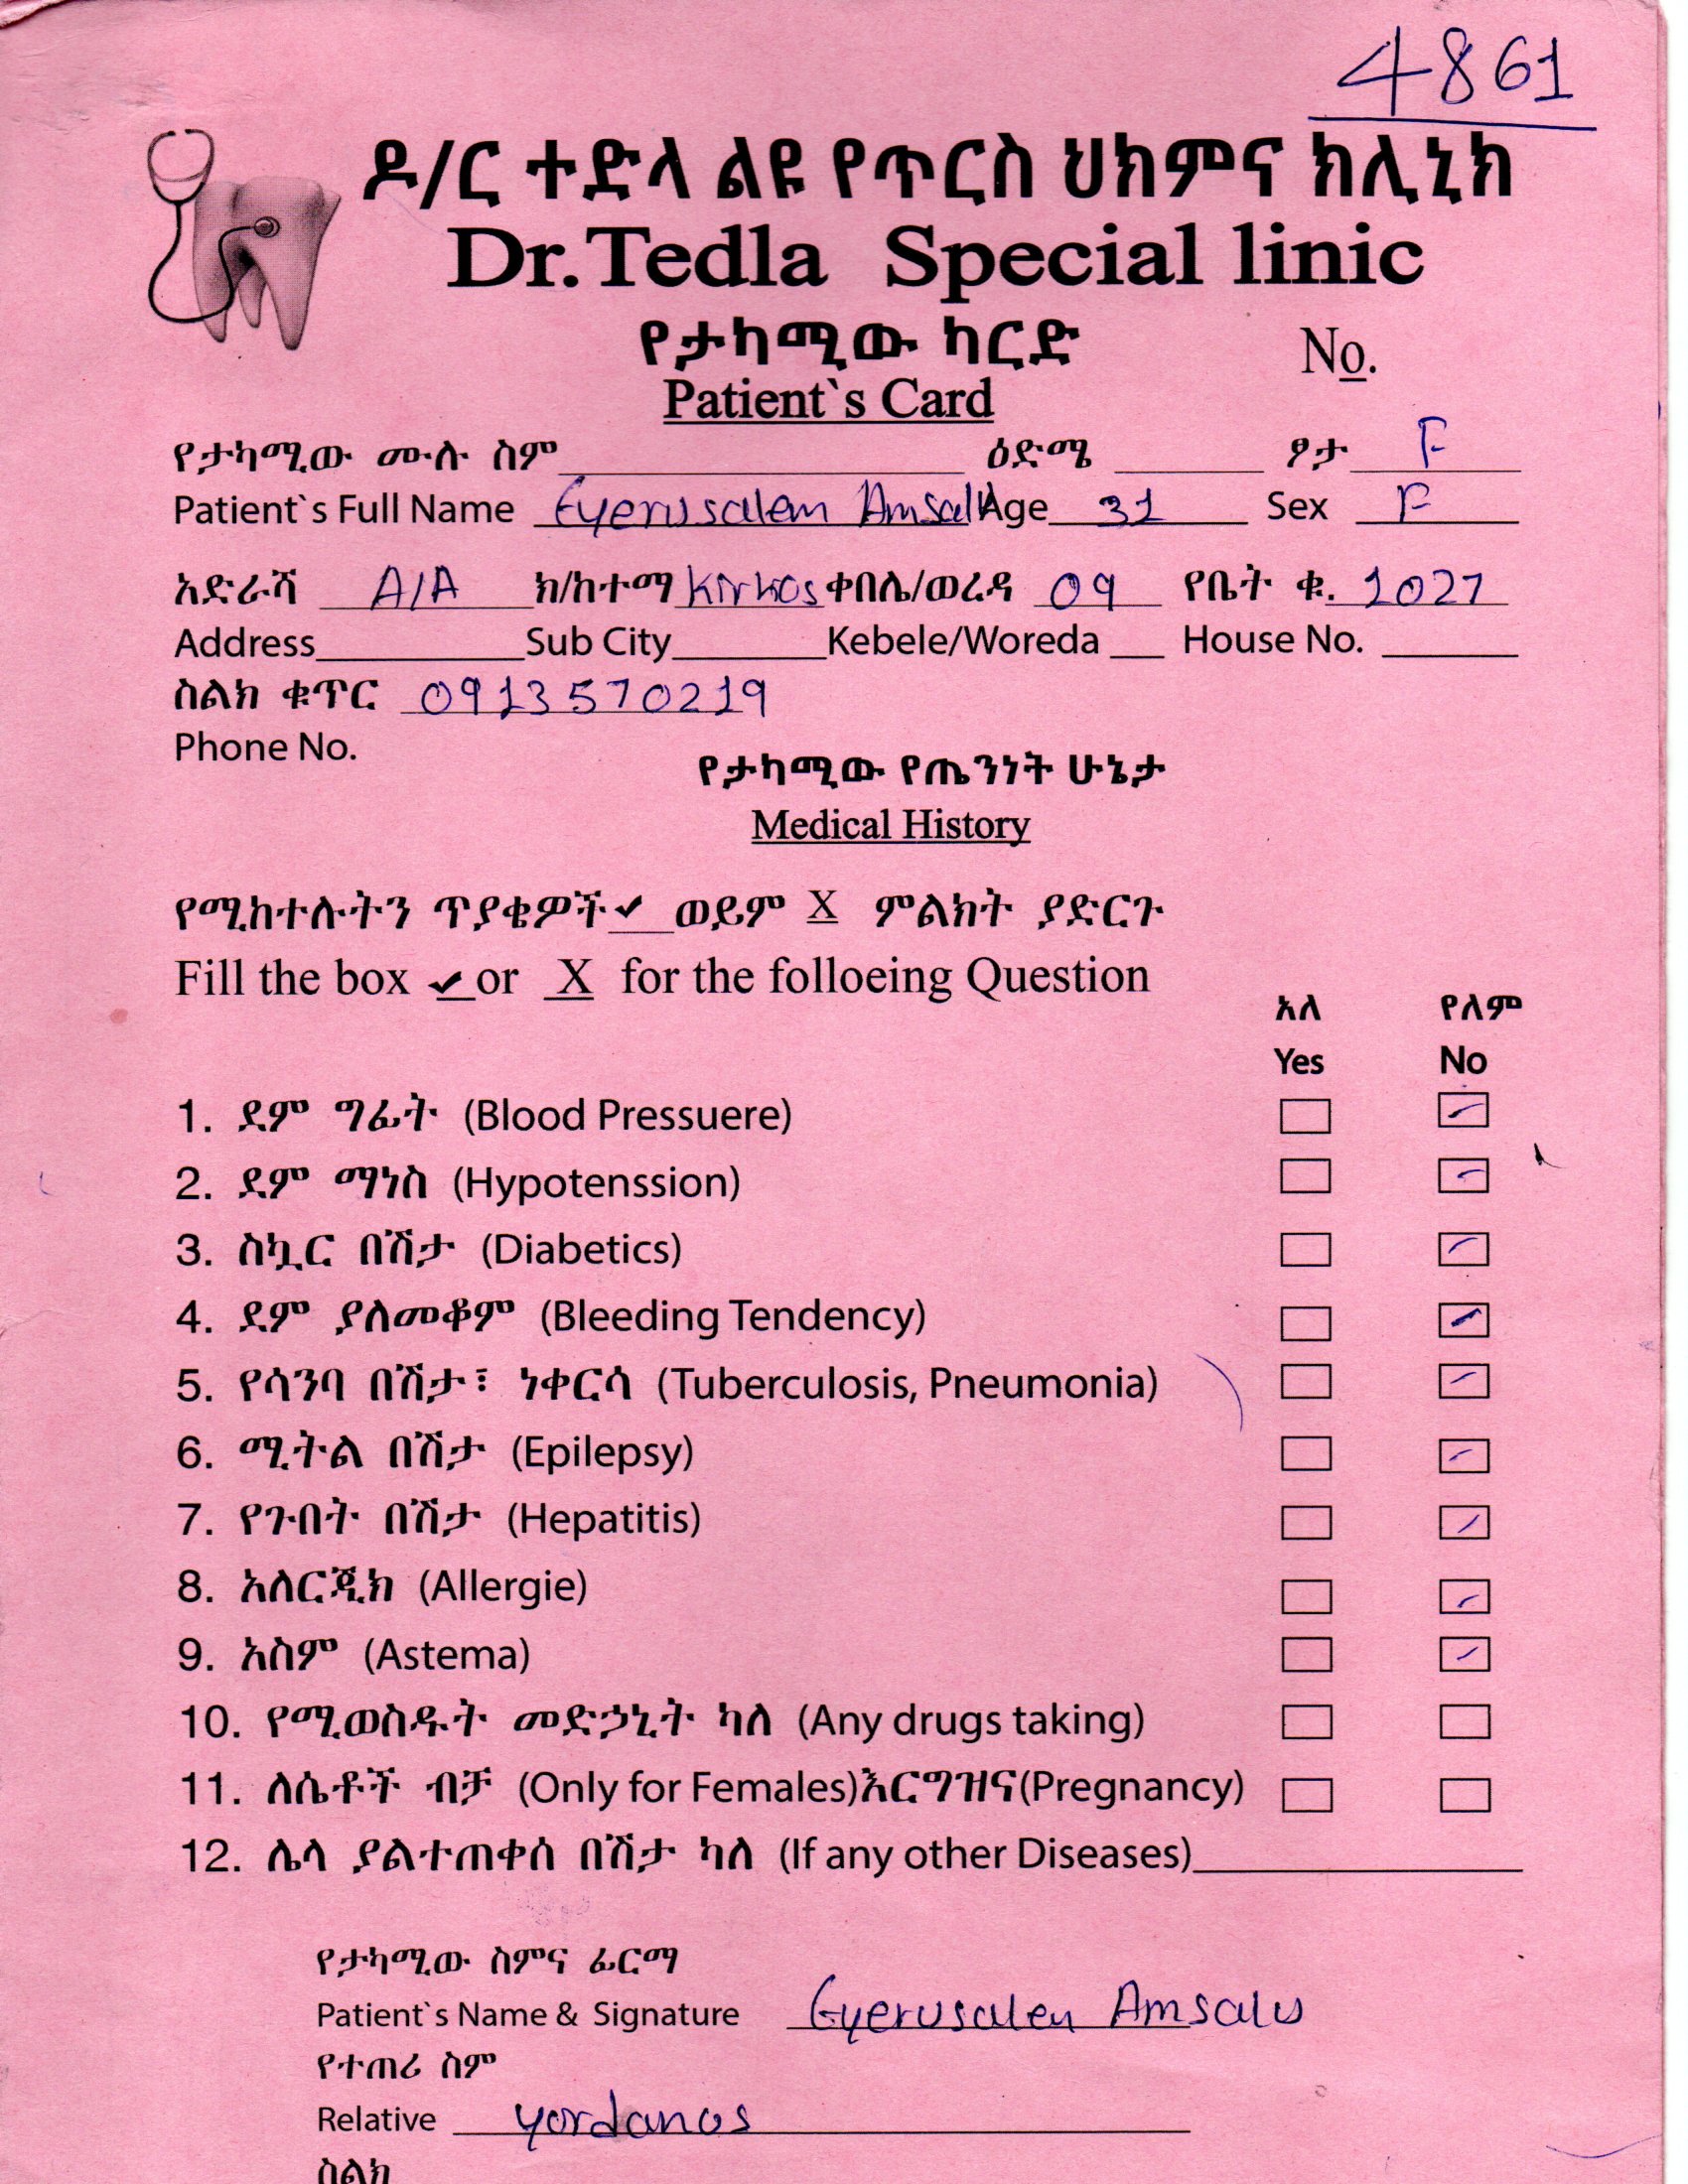 4861
ዶ/ር ተድላ ልዩ የጥርስ ህክምና ክሊኒክ
Dr. Tedla Special linic
የታካሚው ካርድ
No.
Patient`s Card
የታካሚው ሙሉ ስም ዕድሜ ፆታ F
Patient`s Full Name Eyerusalem Amsalu Age 31 Sex F
አድራሻ A/A ክ/ከተማ Kirkos ቀበሌ/ወረዳ 09 የቤት ቁ. 1027
Address Sub City Kebele/Woreda House No.
ስልክ ቁጥር 0913570219
Phone No.
የታካሚው የጤንነት ሁኔታ
Medical History
የሚከተሉትን ጥያቄዎች ✔ ወይም X ምልክት ያድርጉ
Fill the box ✔ or X for the folloeing Question
አለ የለም
Yes No
1. ደም ግፊት (Blood Pressuere)
2. ደም ማነስ (Hypotenssion)
3. ስኳር በሽታ (Diabetics)
4. ደም ያለመቆም (Bleeding Tendency)
5. የሳንባ በሽታ፣ ነቀርሳ (Tuberculosis, Pneumonia)
6. ሚትል በሽታ (Epilepsy)
7. የጉበት በሽታ (Hepatitis)
8. አለርጂክ (Allergie)
9. አስም (Astema)
10. የሚወስዱት መድኃኒት ካለ (Any drugs taking)
11. ለሴቶች ብቻ (Only for Females)እርግዝና(Pregnancy)
12. ሌላ ያልተጠቀሰ በሽታ ካለ (If any other Diseases)
የታካሚው ስምና ፊርማ
Patient`s Name & Signature Eyerusalem Amsalu
የተጠሪ ስም
Relative Yordanos
ስልክ